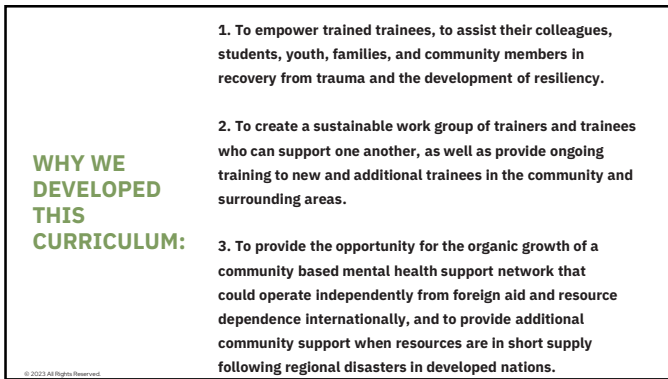 WHY WE
DEVELOPED
THIS
CURRICULUM:
1. To empower trained trainees, to assist their colleagues,
students, youth, families, and community members in
recovery from trauma and the development of resiliency.
2. To create a sustainable work group of trainers and trainees
who can support one another, as well as provide ongoing
training to new and additional trainees in the community and
surrounding areas.
3. To provide the opportunity for the organic growth of a
community based mental health support network that
could operate independently from foreign aid and resource
dependence internationally, and to provide additional
community support when resources are in short supply
following regional disasters in developed nations.
© 2023 All Rights Reserved.